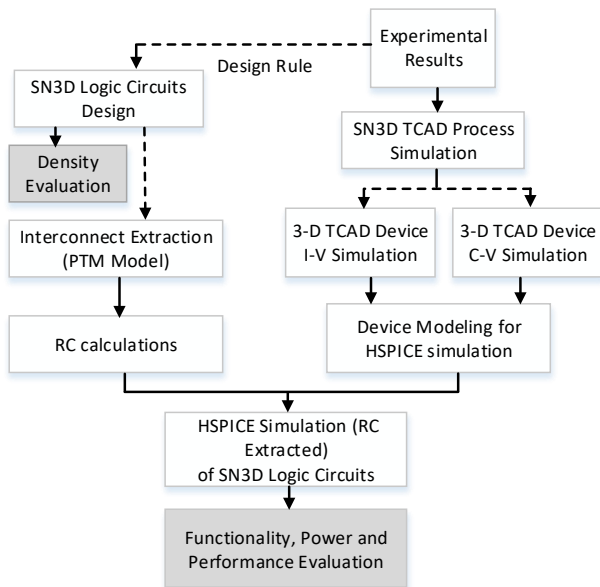 Experimental
Results
Design Rule
SN3D Logic Circuits
Design
SN3D TCAD Process
Simulation
Density
Evaluation
Interconnect Extraction
(PTM Model)
3-D TCAD Device
I-V Simulation
3-D TCAD Device
C-V Simulation
RC calculations
Device Modeling for
HSPICE simulation
HSPICE Simulation (RC
Extracted)
of SN3D Logic Circuits
Functionality, Power and
Performance Evaluation